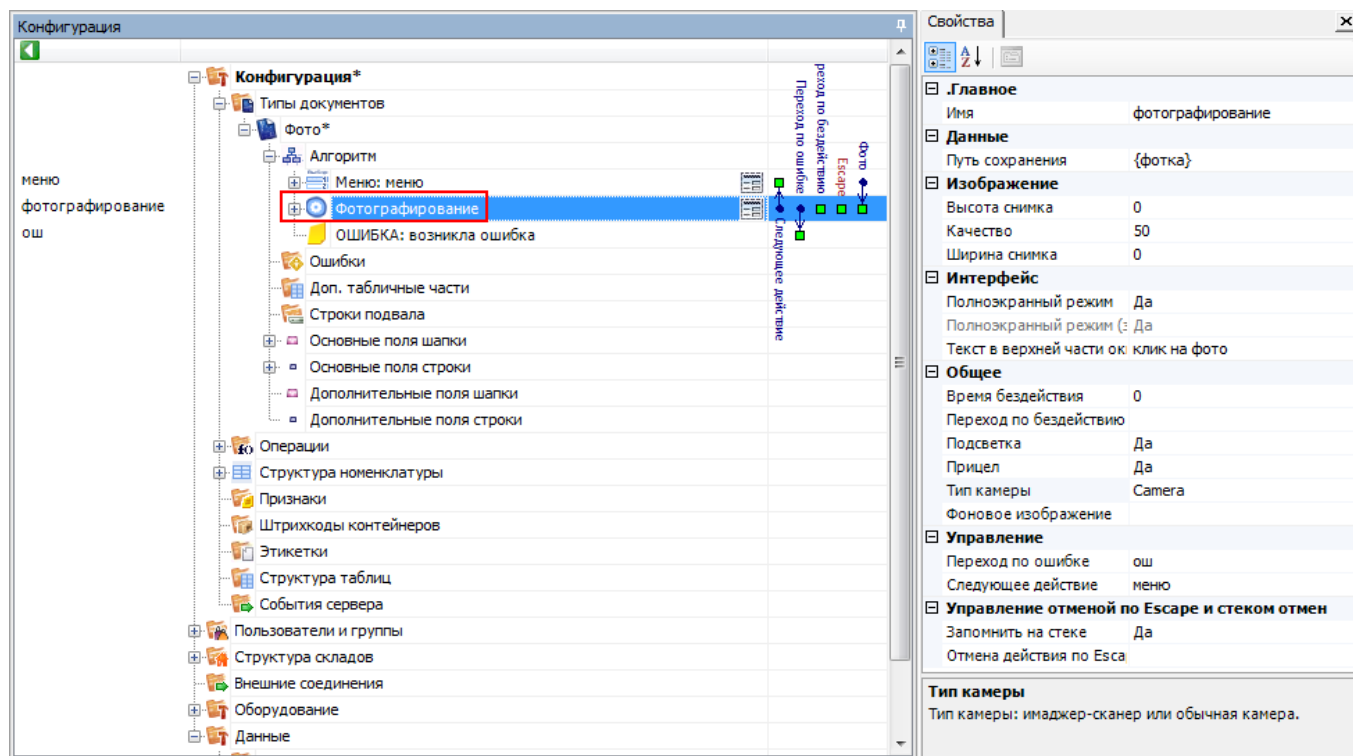 Конфигурация
Конфигурация*
Типы документов
Фото*
Алгоритм
меню
Меню: меню
фотографирование
Фотографирование
ош
ОШИБКА: возникла ошибка
Ошибки
Доп. табличные части
Строки подвала
Основные поля шапки
Основные поля строки
Дополнительные поля шапки
Дополнительные поля строки
Операции
Структура номенклатуры
Признаки
Штрихкоды контейнеров
Этикетки
Структура таблиц
События сервера
Пользователи и группы
Структура складов
Внешние соединения
Оборудование
Данные
Следующее действие
Переход по ошибке
реход по бездействию
Escape
Фото
Свойства
.Главное
Имя фотографирование
Данные
Путь сохранения {фотка}
Изображение
Высота снимка 0
Качество 50
Ширина снимка 0
Интерфейс
Полноэкранный режим Да
Полноэкранный режим (з Да
Текст в верхней части ок клик на фото
Общее
Время бездействия 0
Переход по бездействию
Подсветка Да
Прицел Да
Тип камеры Camera
Фоновое изображение
Управление
Переход по ошибке ош
Следующее действие меню
Управление отменой по Escape и стеком отмен
Запомнить на стеке Да
Отмена действия по Esca
Тип камеры
Тип камеры: имаджер-сканер или обычная камера.